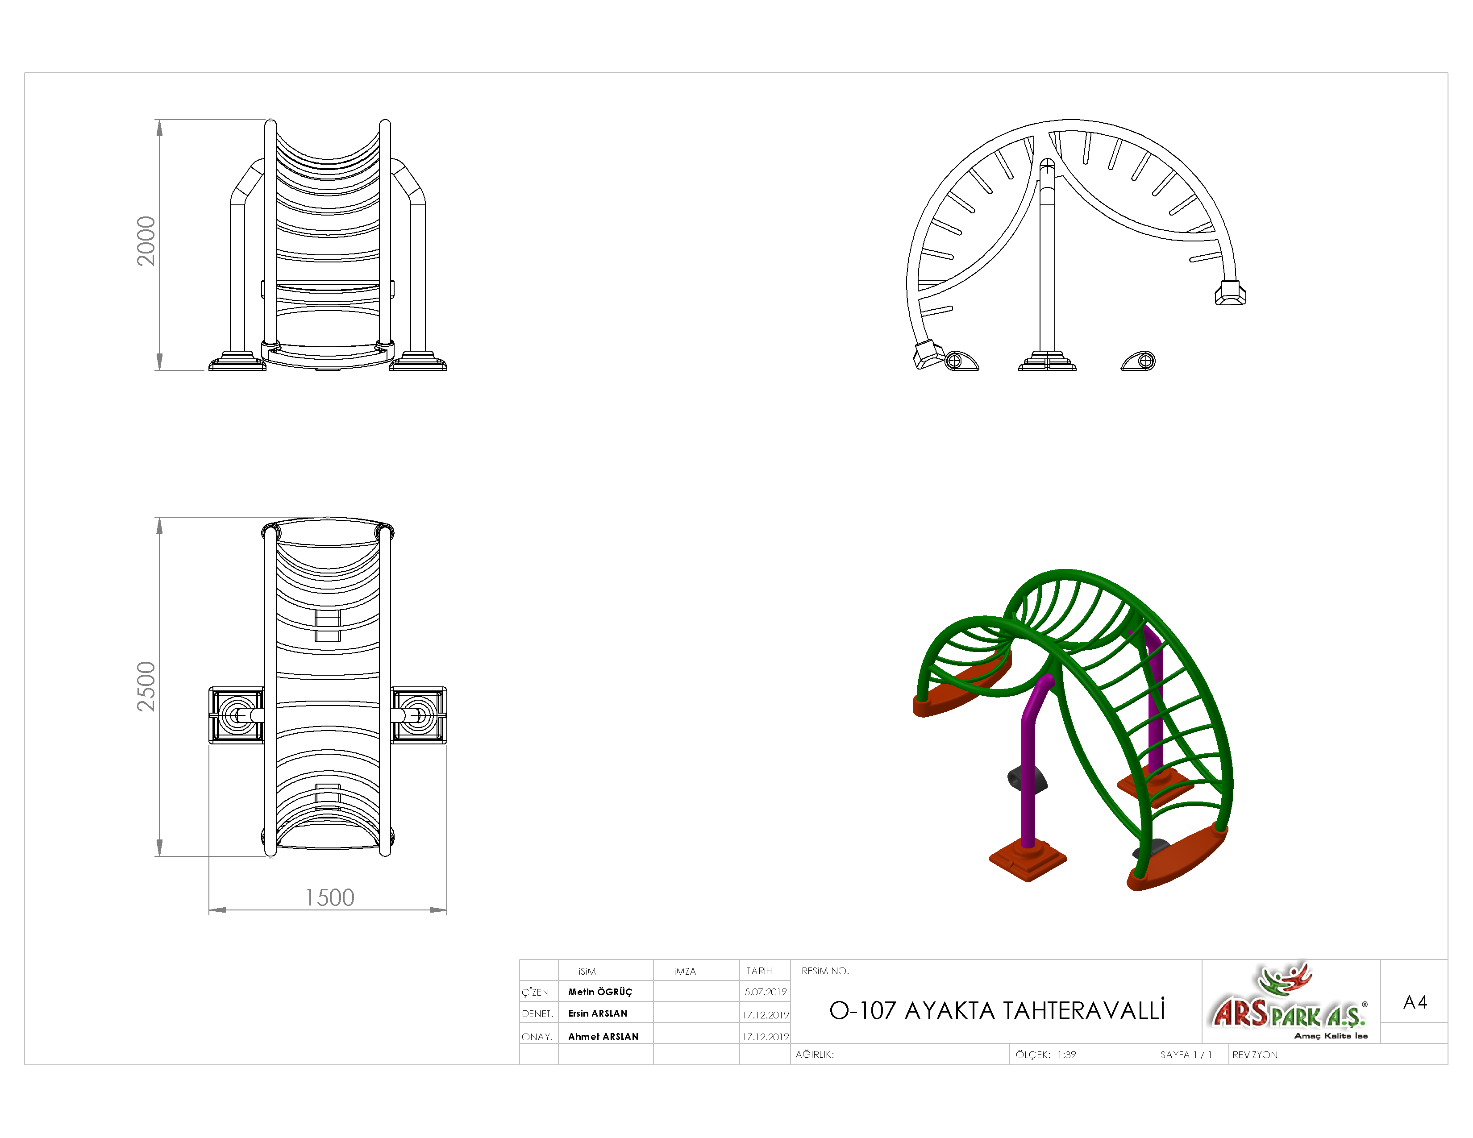 2000
2500
1500
İSİM
İMZA
TARİH
RESİM NO.
ÇİZEN.
Metin ÖGRÜÇ
5.07.2019
O-107 AYAKTA TAHTERAVALLİ
ARSPARK A.Ş.®
Amaç Kalite İse
A4
DENET.
Ersin ARSLAN
17.12.2019
ONAY.
Ahmet ARSLAN
17.12.2019
AĞIRLIK:
ÖLÇEK: 1:39
SAYFA 1 / 1
REVİZYON